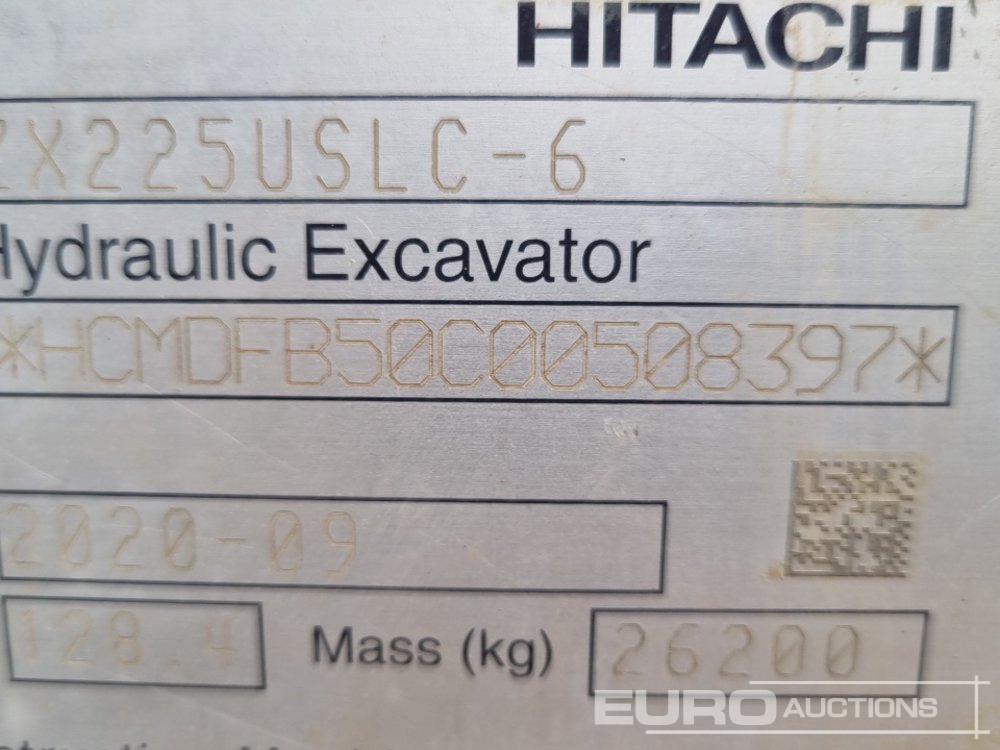 HITACHI
ZX225USLC-6
Hydraulic Excavator
*HCMDFB50C00508397*
2020-09
128.4 Mass (kg) 26200
EURO AUCTIONS